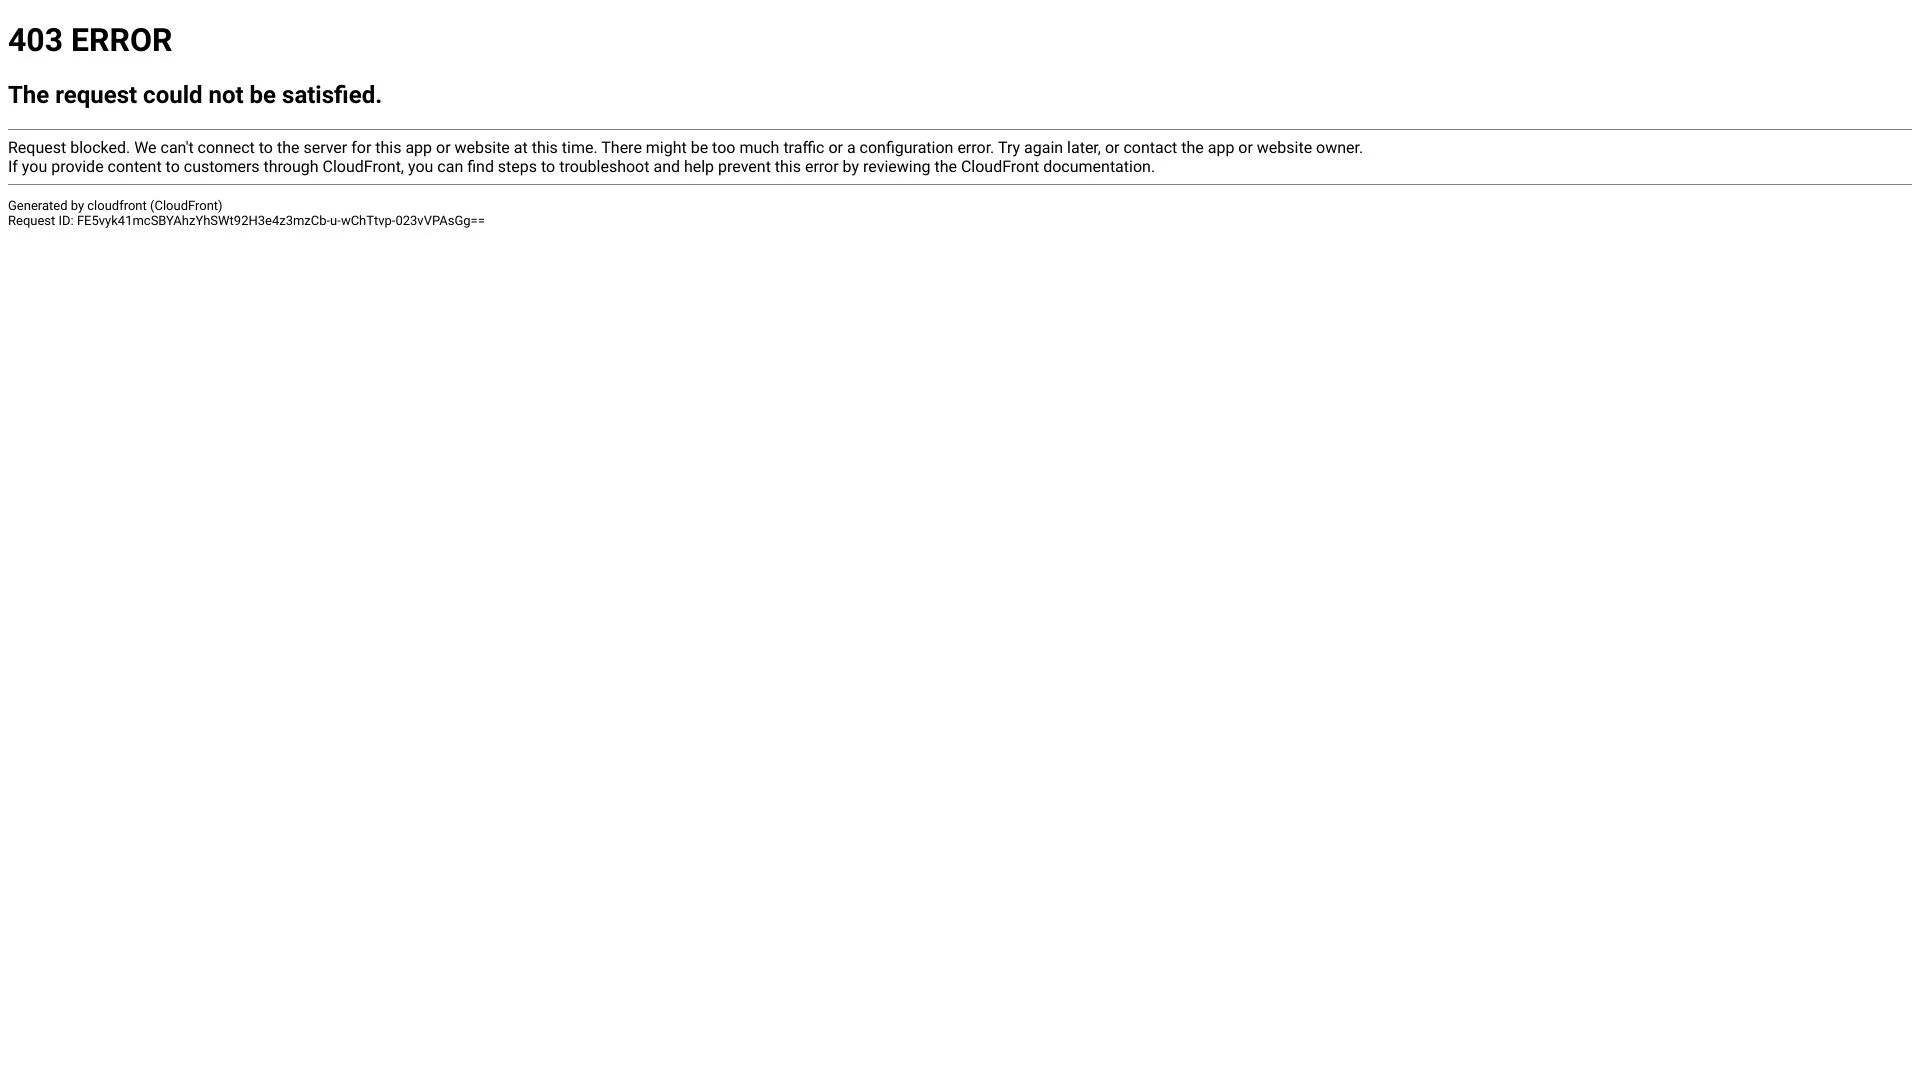 403 ERROR
The request could not be satisfied.
Request blocked. We can't connect to the server for this app or website at this time. There might be too much traffic or a configuration error. Try again later, or contact the app or website owner.
If you provide content to customers through CloudFront, you can find steps to troubleshoot and help prevent this error by reviewing the CloudFront documentation.
Generated by cloudfront (CloudFront)
Request ID: FE5vyk41mcSBYAhzYhSWt92H3e4z3mzCb-u-wChTtvp-023vVPAsGg==